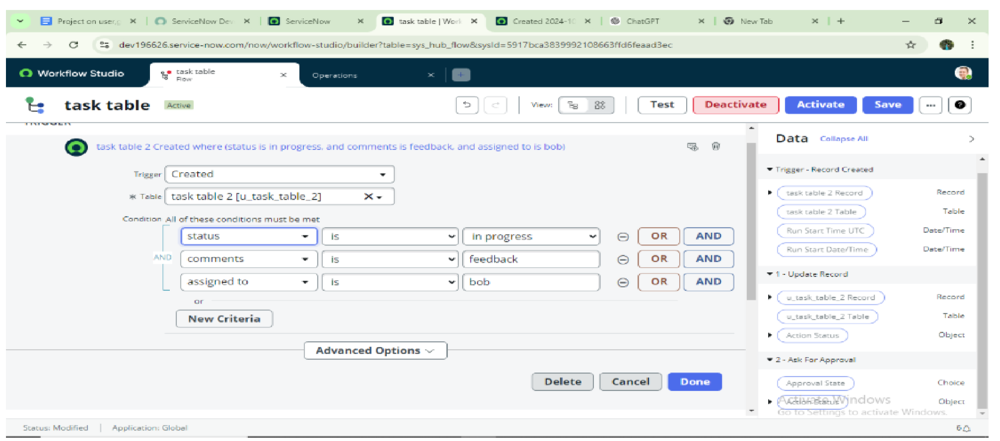 Project on user,g
ServiceNow Dev
ServiceNow
task table | Work
Created 2024-10
ChatGPT
New Tab
dev196626.service-now.com/now/workflow-studio/builder?table=sys_hub_flow&sysId=5917bca3839992108663ffd6feaad3ec
Workflow Studio
task table
Flow
Operations
task table
Active
View:
Test
Deactivate
Activate
Save
TRIGGER
task table 2 Created where (status is in progress, and comments is feedback, and assigned to is bob)
Trigger
Created
* Table
task table 2 [u_task_table_2]
Condition
All of these conditions must be met
status
is
in progress
OR
AND
AND
comments
is
feedback
OR
AND
assigned to
is
bob
OR
AND
or
New Criteria
Advanced Options
Delete
Cancel
Done
Data
Collapse All
Trigger - Record Created
task table 2 Record
Record
task table 2 Table
Table
Run Start Time UTC
Date/Time
Run Start Date/Time
Date/Time
1 - Update Record
u_task_table_2 Record
Record
u_task_table_2 Table
Table
Action Status
Object
2 - Ask For Approval
Approval State
Choice
Action Status
Object
Activate Windows
Go to Settings to activate Windows.
Status: Modified
Application: Global
6